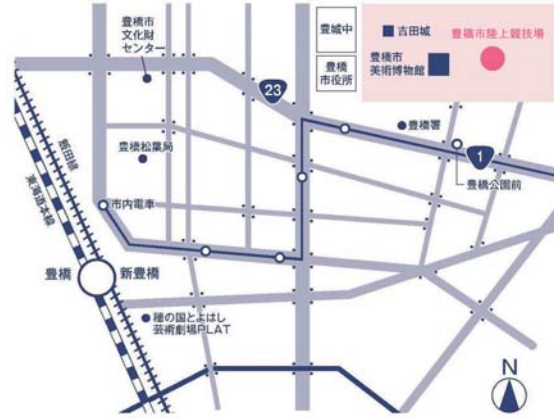 豊橋市
文化財
センター
豊城中
豊橋
市役所
吉田城
豊橋市陸上競技場
豊橋市
美術博物館
23
豊橋署
1
豊橋公園前
豊橋松葉局
飯田線
東海道本線
市内電車
豊橋
新豊橋
穂の国とよはし
芸術劇場PLAT
N